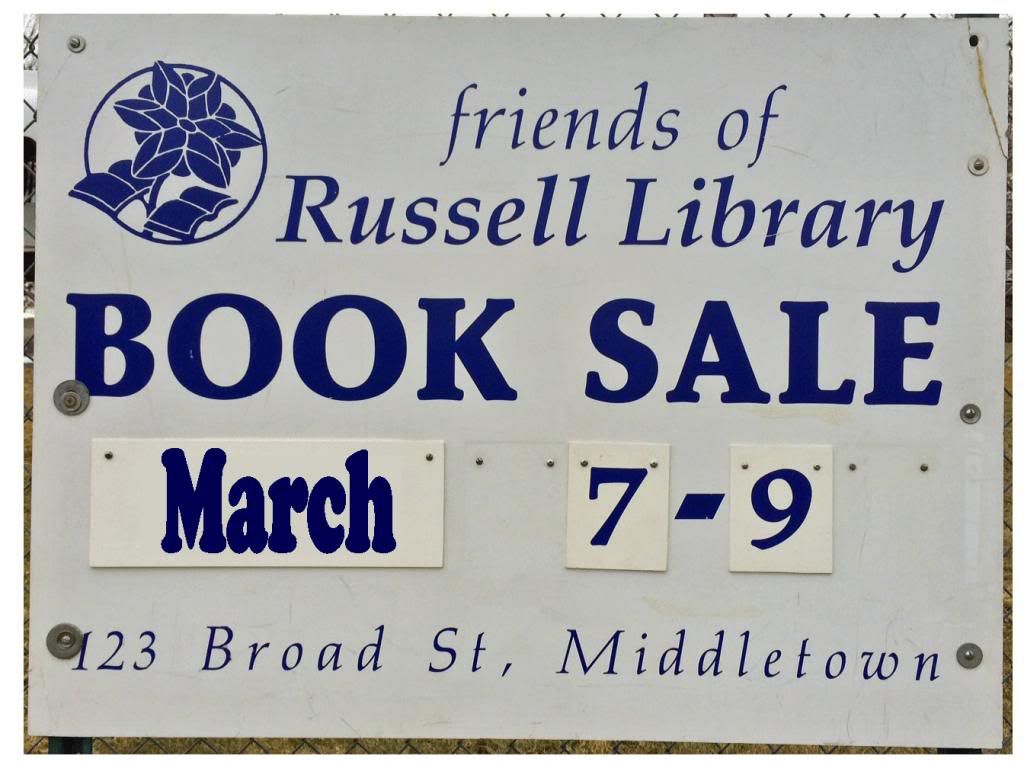 friends of
Russell Library
BOOK SALE
March 7-9
123 Broad St, Middletown